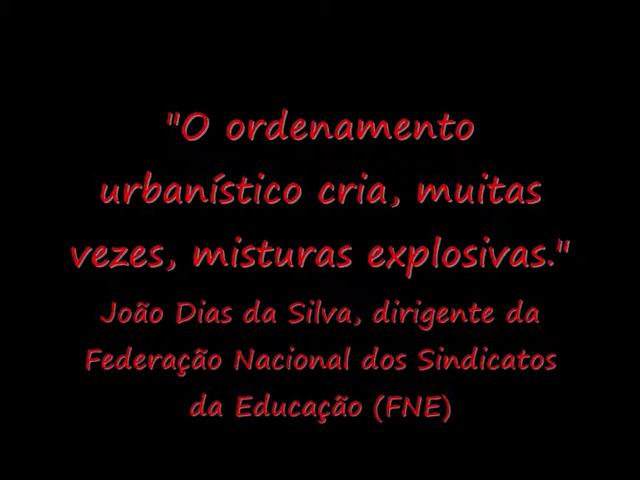 "O ordenamento
urbanístico cria, muitas
vezes, misturas explosivas."
João Dias da Silva, dirigente da
Federação Nacional dos Sindicatos
da Educação (FNE)